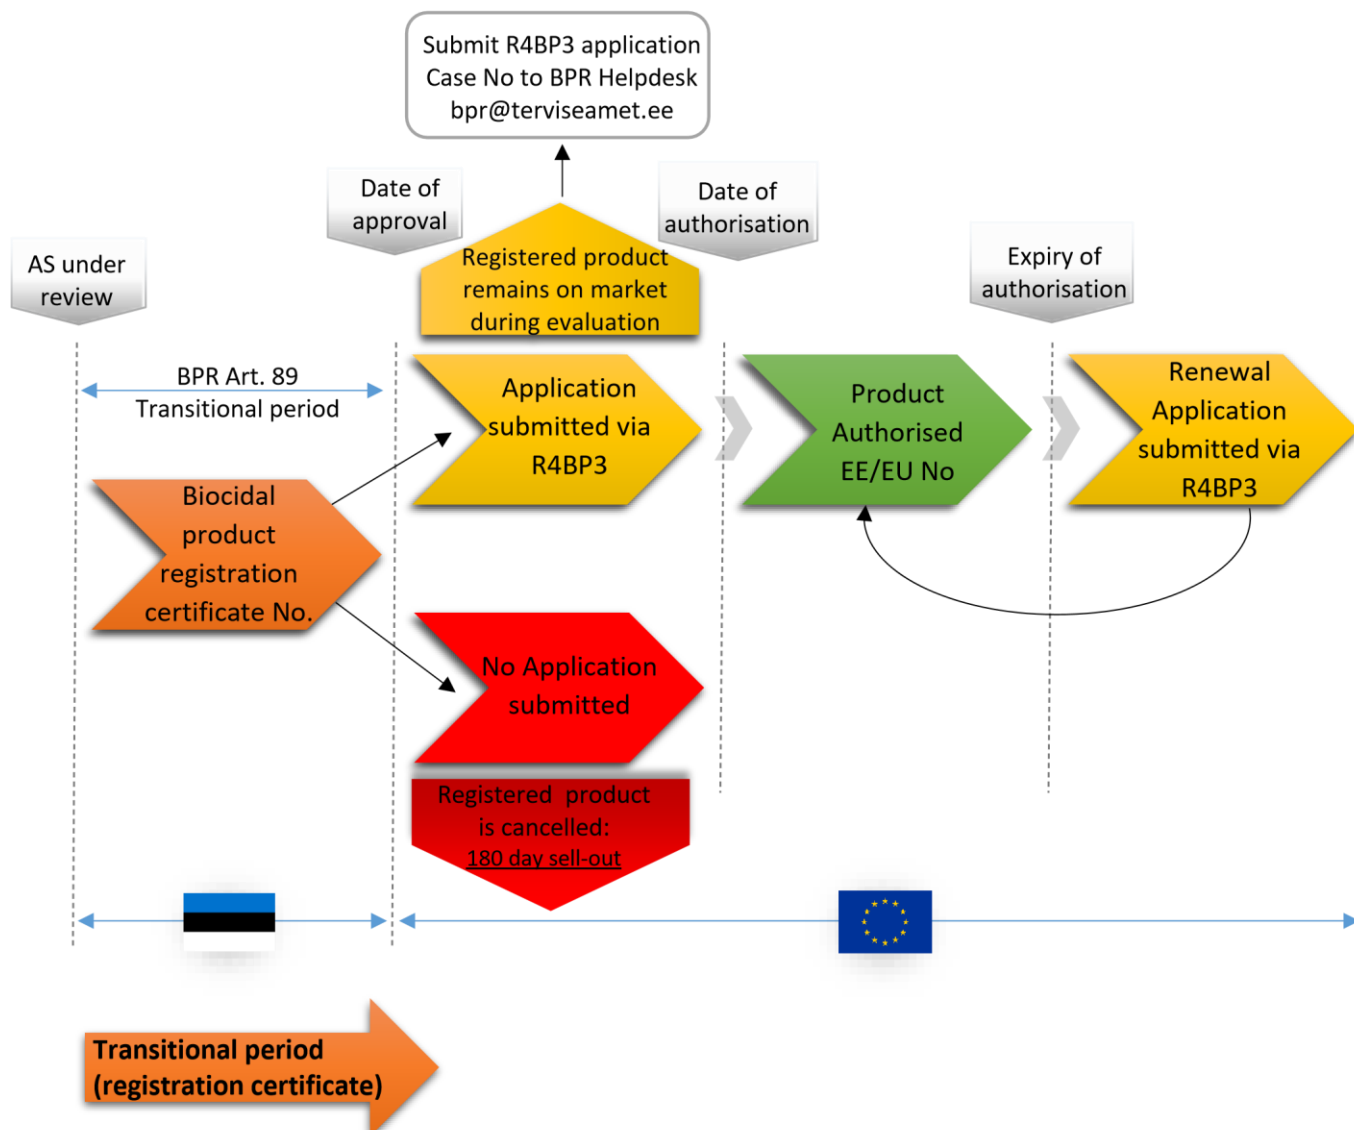 Submit R4BP3 application
Case No to BPR Helpdesk
bpr@terviseamet.ee
Date of
approval
Date of
authorisation
AS under
review
Registered product
remains on market
during evaluation
Expiry of
authorisation
BPR Art. 89
Transitional period
Application
submitted via
R4BP3
Product
Authorised
EE/EU No
Renewal
Application
submitted via
R4BP3
Biocidal
product
registration
certificate No.
No Application
submitted
Registered product
is cancelled:
180 day sell-out
Transitional period
(registration certificate)